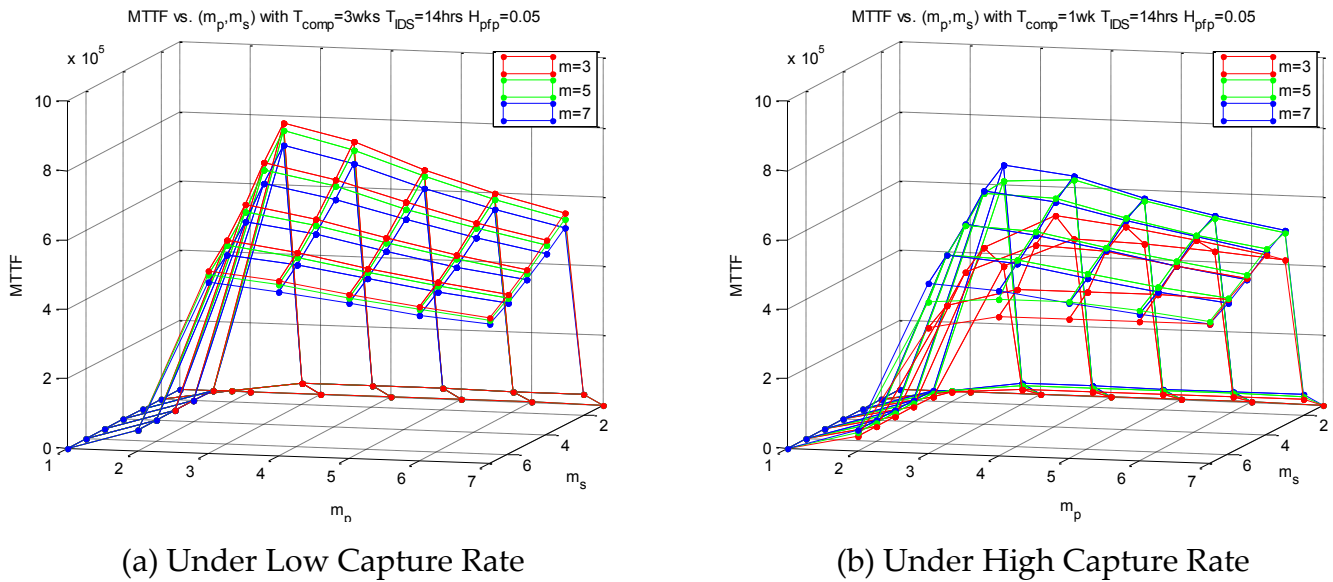 MTTF vs. (m_p,m_s) with T_comp=3wks T_IDS=14hrs H_pfp=0.05
x 10^5
m=3
m=5
m=7
10
8
6
4
2
0
MTTF
1
2
3
4
5
6
7
m_p
6
4
2
m_s
(a) Under Low Capture Rate
MTTF vs. (m_p,m_s) with T_comp=1wk T_IDS=14hrs H_pfp=0.05
x 10^5
m=3
m=5
m=7
10
8
6
4
2
0
MTTF
1
2
3
4
5
6
7
m_p
6
4
2
m_s
(b) Under High Capture Rate